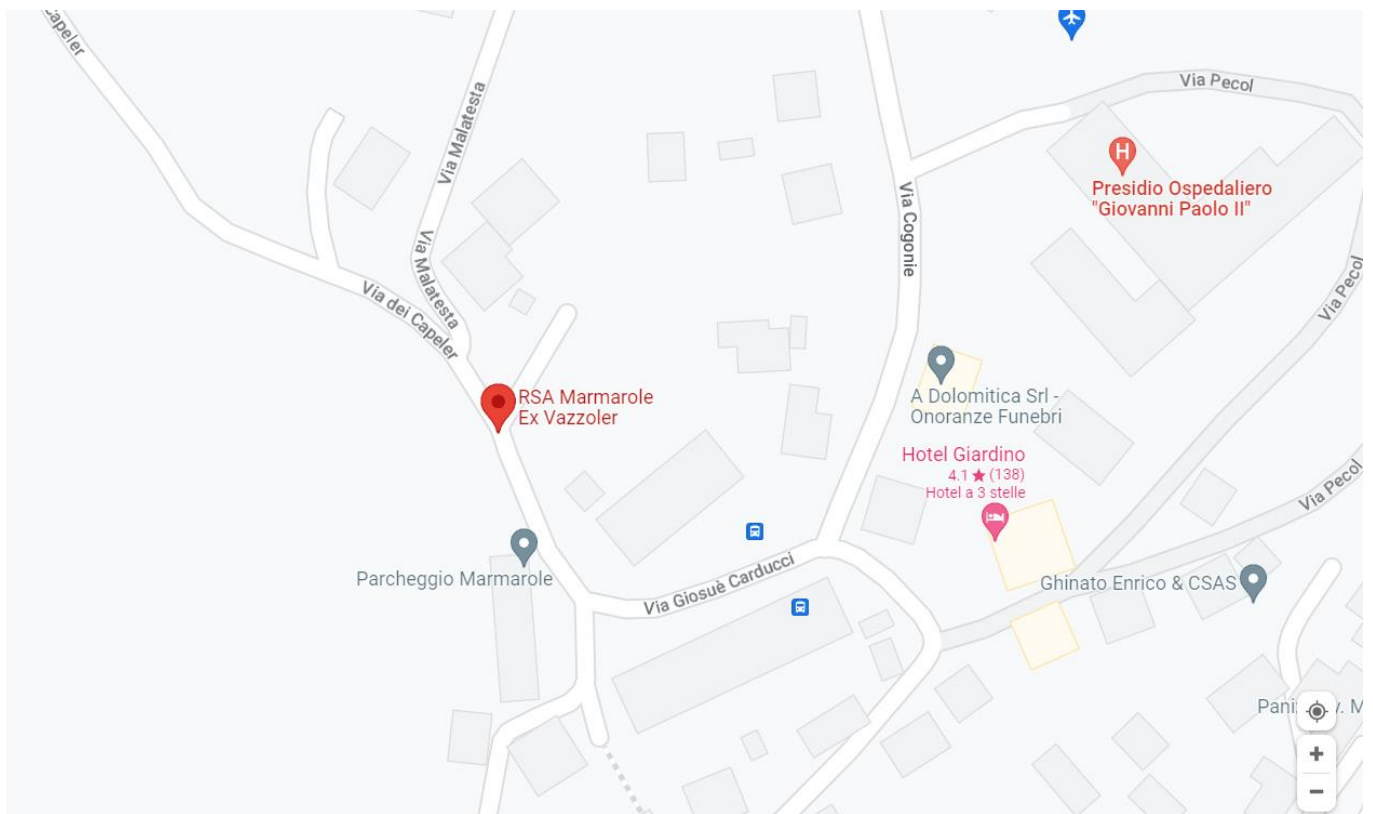 Capeler
Via Malatesta
Via Pecol
Presidio Ospedaliero
"Giovanni Paolo II"
H
Via Cogonie
Via Malatesta
Via Pecol
Via dei Capeler
RSA Marmarole
Ex Vazzoler
A Dolomitica Srl -
Onoranze Funebri
Hotel Giardino
4.1 ★ (138)
Hotel a 3 stelle
Via Pecol
Parcheggio Marmarole
Via Giosuè Carducci
Ghinato Enrico & CSAS
v. M
+
−